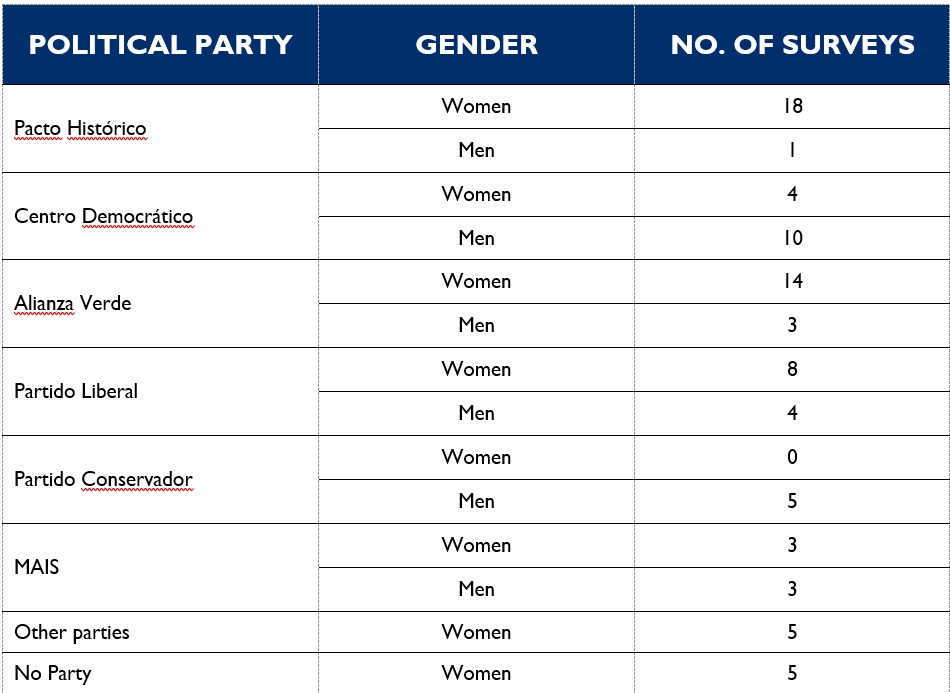 POLITICAL PARTY GENDER NO. OF SURVEYS
Pacto Histórico Women 18
Men 1
Centro Democrático Women 4
Men 10
Alianza Verde Women 14
Men 3
Partido Liberal Women 8
Men 4
Partido Conservador Women 0
Men 5
MAIS Women 3
Men 3
Other parties Women 5
No Party Women 5